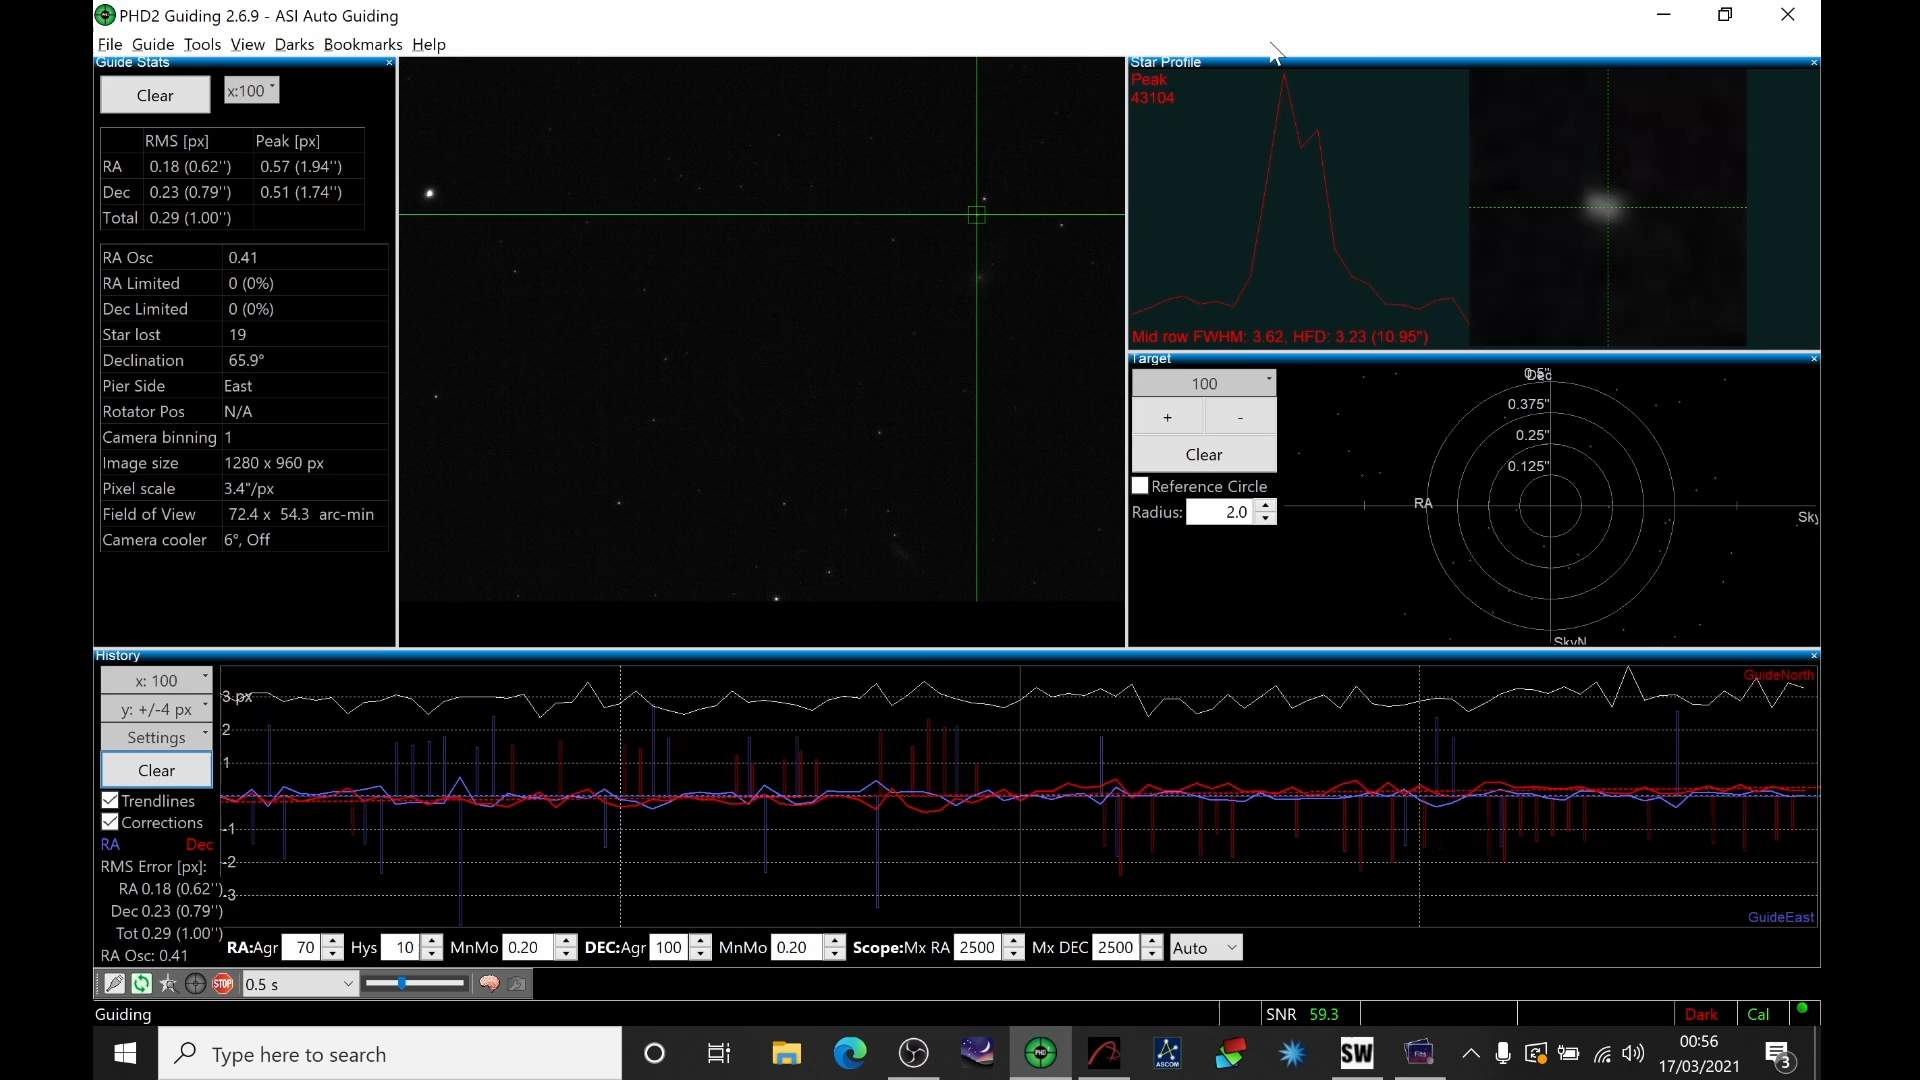 PHD2 Guiding 2.6.9 - ASI Auto Guiding
File Guide Tools View Darks Bookmarks Help
Guide Stats
Clear x:100
RMS [px] Peak [px]
RA 0.18 (0.62'') 0.57 (1.94'')
Dec 0.23 (0.79'') 0.51 (1.74'')
Total 0.29 (1.00'')
RA Osc 0.41
RA Limited 0 (0%)
Dec Limited 0 (0%)
Star lost 19
Declination 65.9°
Pier Side East
Rotator Pos N/A
Camera binning 1
Image size 1280 x 960 px
Pixel scale 3.4"/px
Field of View 72.4 x 54.3 arc-min
Camera cooler 6°, Off
Star Profile
Peak
43104
Mid row FWHM: 3.62, HFD: 3.23 (10.95")
Target
100
+ -
Clear
Reference Circle
Radius: 2.0
0.5"
Dec
0.375"
0.25"
0.125"
RA
Sky
SkyN
History
x: 100
y: +/-4 px
Settings
Clear
Trendlines
Corrections
RA Dec
RMS Error [px]:
RA 0.18 (0.62'')
Dec 0.23 (0.79'')
Tot 0.29 (1.00'')
RA Osc: 0.41
3 px
2
1
-1
-2
-3
GuideNorth
GuideEast
RA:Agr 70 Hys 10 MnMo 0.20 DEC:Agr 100 MnMo 0.20 Scope:Mx RA 2500 Mx DEC 2500 Auto
STOP 0.5 s
Guiding SNR 59.3 Dark Cal
Type here to search
PHD
ASCOM
SW
Fits
00:56
17/03/2021
3